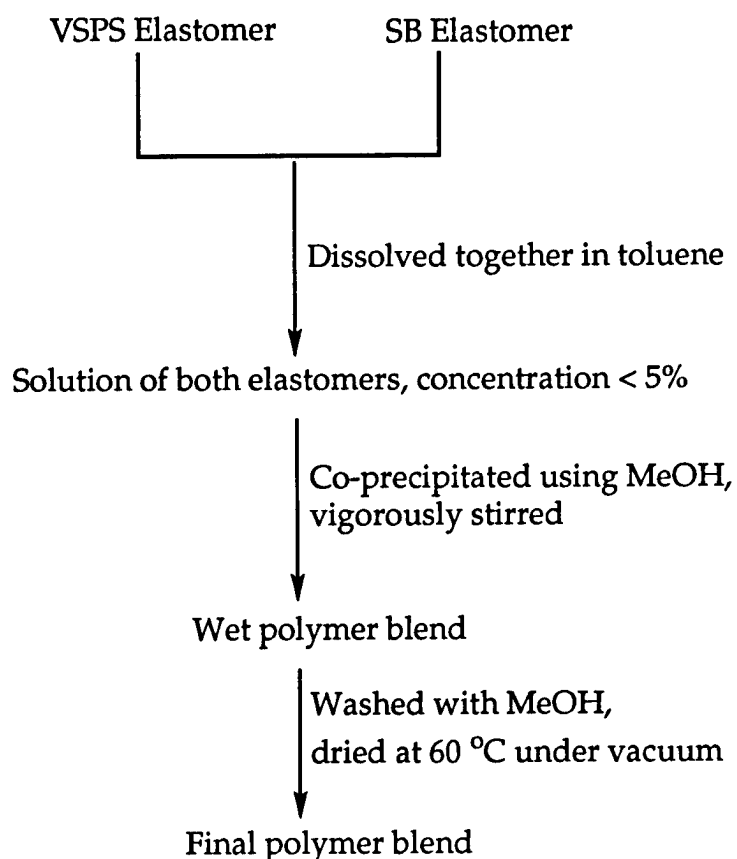 VSPS Elastomer SB Elastomer
Dissolved together in toluene
Solution of both elastomers, concentration < 5%
Co-precipitated using MeOH,
vigorously stirred
Wet polymer blend
Washed with MeOH,
dried at 60 °C under vacuum
Final polymer blend